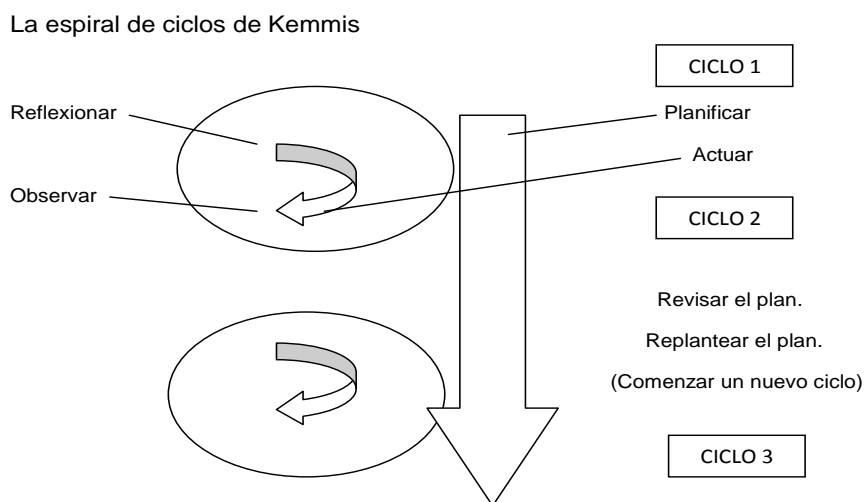 La espiral de ciclos de Kemmis
CICLO 1
Reflexionar
Planificar
Actuar
Observar
CICLO 2
Revisar el plan.
Replantear el plan.
(Comenzar un nuevo ciclo)
CICLO 3